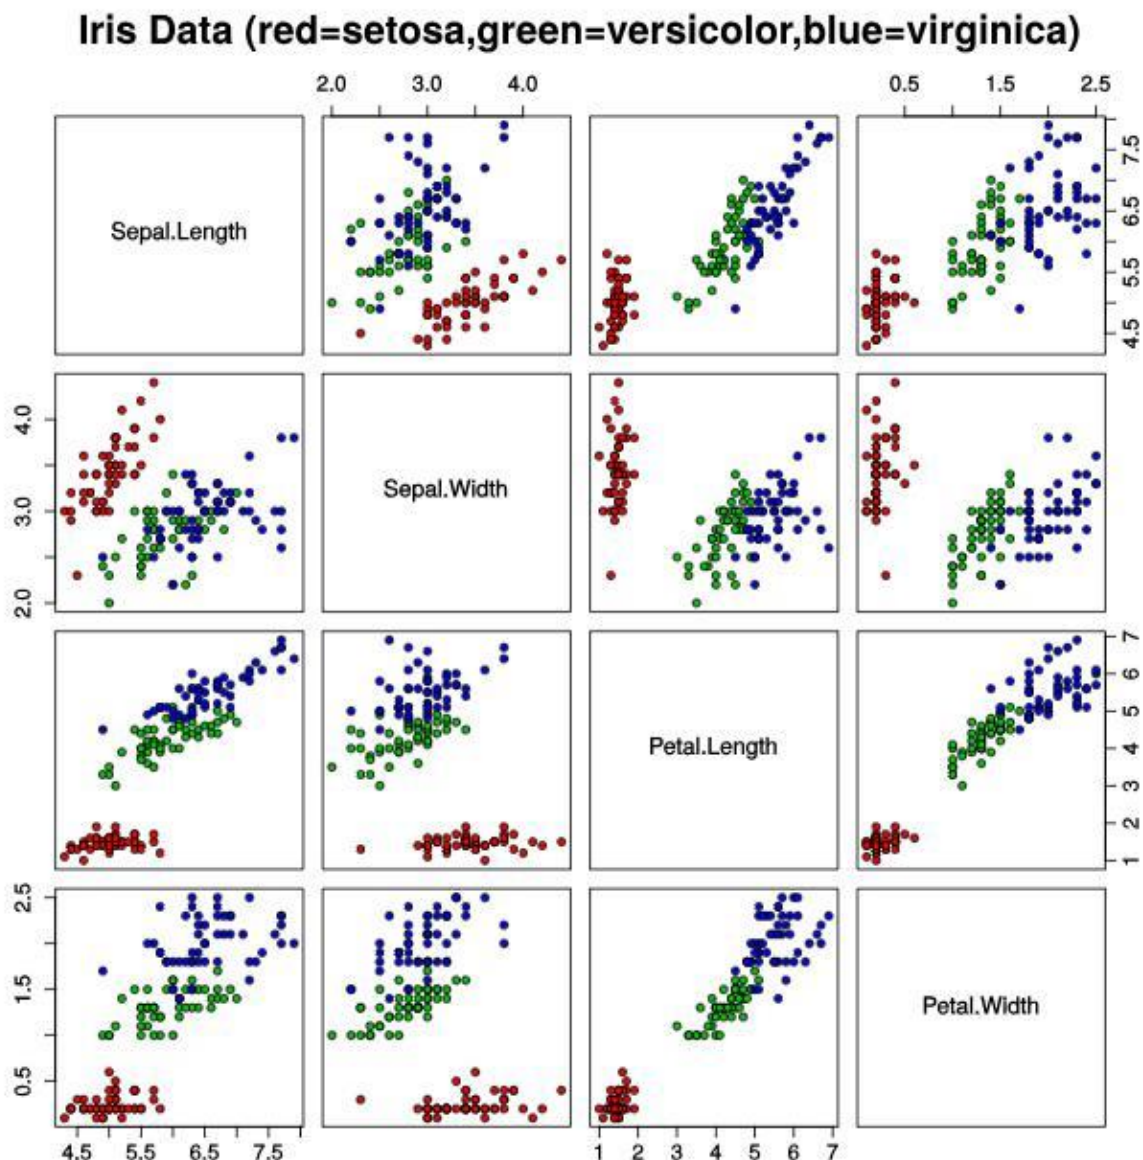 Iris Data (red=setosa,green=versicolor,blue=virginica)
2.0 3.0 4.0 0.5 1.5 2.5
Sepal.Length
4.5 5.5 6.5 7.5
2.0 3.0 4.0
Sepal.Width
Petal.Length
1 2 3 4 5 6 7
0.5 1.5 2.5
Petal.Width
4.5 5.5 6.5 7.5 1 2 3 4 5 6 7